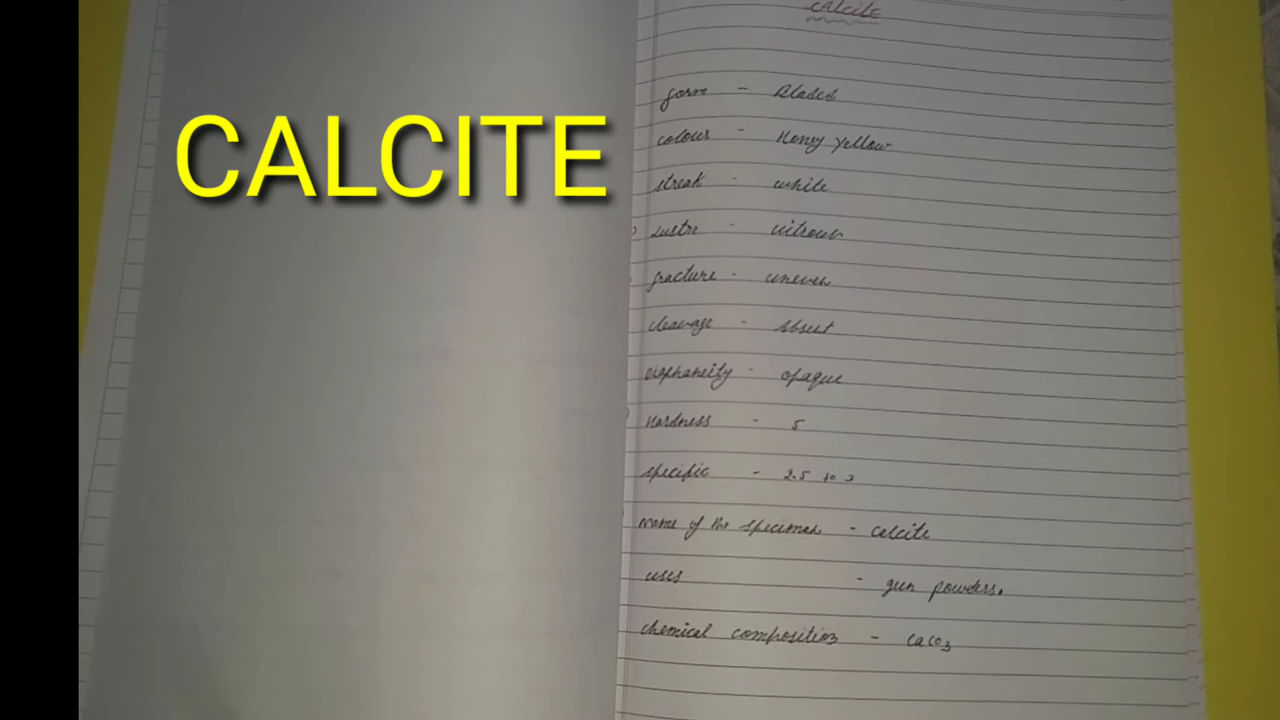 CALCITE
CALCITE
form - Blades
colour - Honey yellow
streak - white
lustre - vitrous
fracture - uneven
cleavage - absent
diaphaneity - opaque
Hardness - 5
specific - 2.5 to 3
name of the speciman - calcite
uses - gun powders.
chemical composition - CaCO3